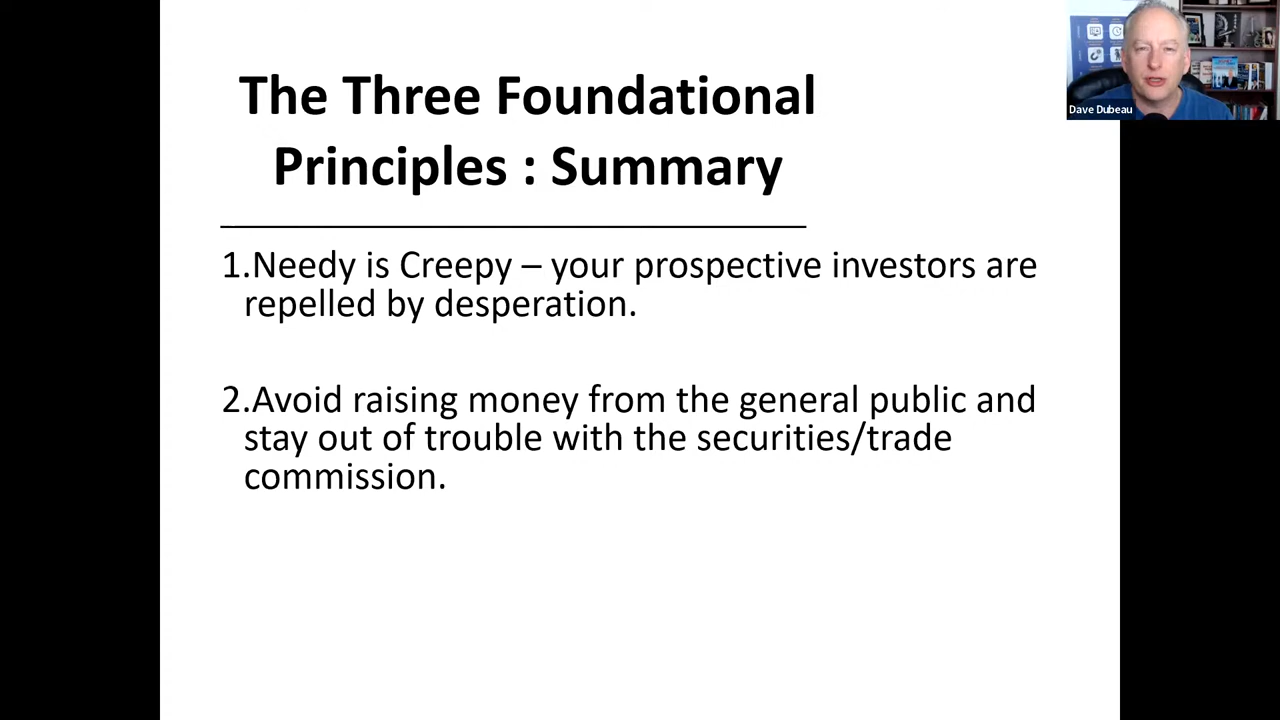 The Three Foundational
Principles : Summary
1.Needy is Creepy – your prospective investors are
repelled by desperation.
2.Avoid raising money from the general public and
stay out of trouble with the securities/trade
commission.
Dave Dubeau